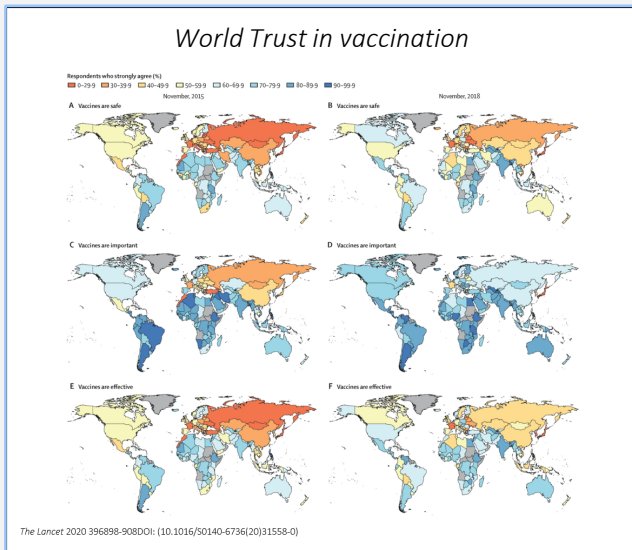 World Trust in vaccination
Respondents who strongly agree (%)
0–29·9 30–39·9 40–49·9 50–59·9 60–69·9 70–79·9 80–89·9 90–99·9
November, 2015 November, 2018
A Vaccines are safe B Vaccines are safe
C Vaccines are important D Vaccines are important
E Vaccines are effective F Vaccines are effective
The Lancet 2020 396898-908DOI: (10.1016/S0140-6736(20)31558-0)